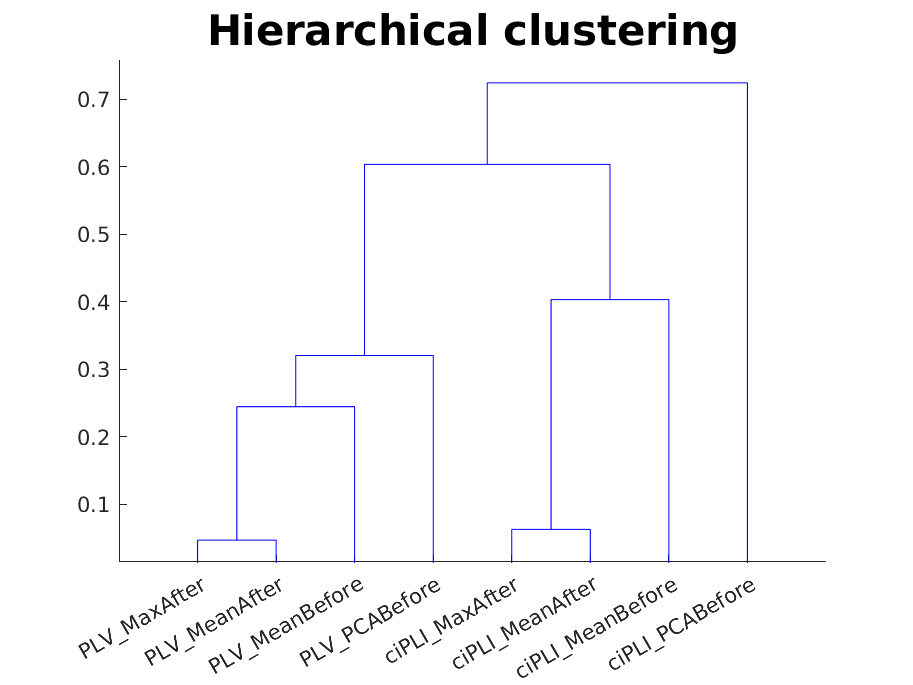 Hierarchical clustering
0.7
0.6
0.5
0.4
0.3
0.2
0.1
PLV_MaxAfter
PLV_MeanAfter
PLV_MeanBefore
PLV_PCABefore
ciPLI_MaxAfter
ciPLI_MeanAfter
ciPLI_MeanBefore
ciPLI_PCABefore